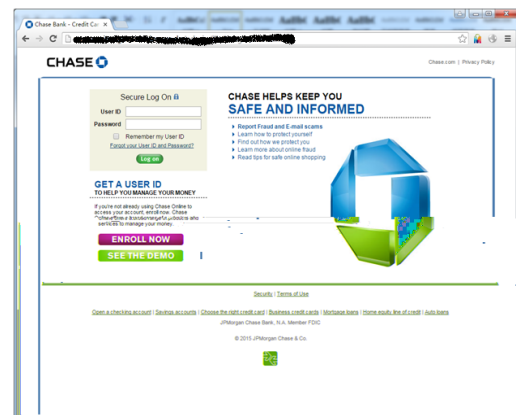 Chase Bank - Credit Car
CHASE
Chase.com | Privacy Policy
Secure Log On
User ID
Password
Remember my User ID
Forgot your User ID and Password?
Log on
CHASE HELPS KEEP YOU
SAFE AND INFORMED
Report Fraud and E-mail scams
Learn how to protect yourself
Find out how we protect you
Learn more about online fraud
Read tips for safe online shopping
GET A USER ID
TO HELP YOU MANAGE YOUR MONEY
If you're not already using Chase Online to
access your account, enroll now. Chase
services to manage your money.
ENROLL NOW
SEE THE DEMO
Security | Terms of Use
Open a checking account | Savings accounts | Choose the right credit card | Business credit cards | Mortgage loans | Home equity line of credit | Auto loans
JPMorgan Chase Bank, N.A. Member FDIC
© 2015 JPMorgan Chase & Co.